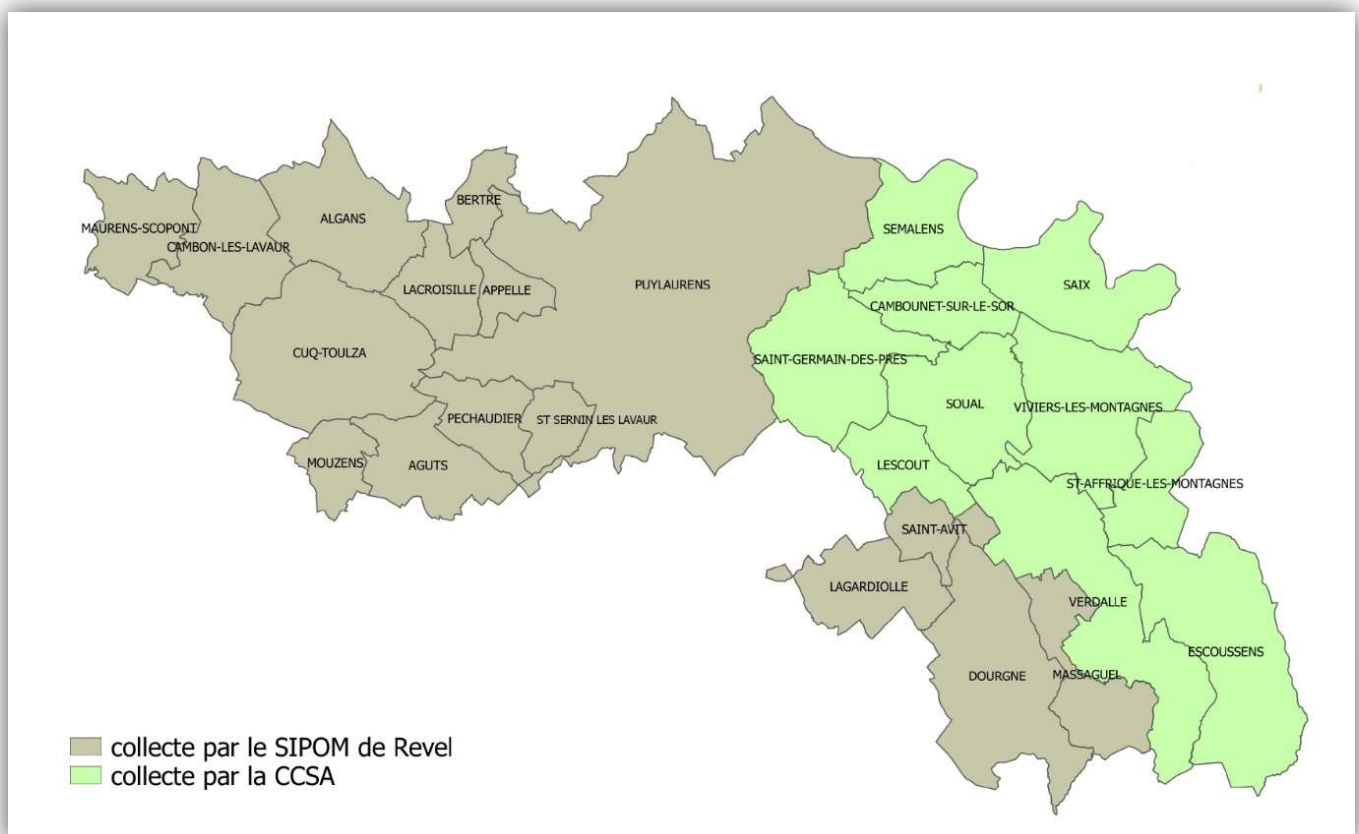 BERTRE
MAURENS-SCOPONT
ALGANS
SEMALENS
CAMBON-LES-LAVAUR
LACROISILLE
APPELLE
PUYLAURENS
SAIX
CAMBOUNET-SUR-LE-SOR
CUQ-TOULZA
SAINT-GERMAIN-DES-PRES
SOUAL
VIVIERS-LES-MONTAGNES
PECHAUDIER
ST SERNIN LES LAVAUR
MOUZENS
AGUTS
LESCOUT
ST-AFFRIQUE-LES-MONTAGNES
SAINT-AVIT
LAGARDIOLLE
VERDALLE
ESCOUSSENS
DOURGNE
MASSAGUEL
collecte par le SIPOM de Revel
collecte par la CCSA